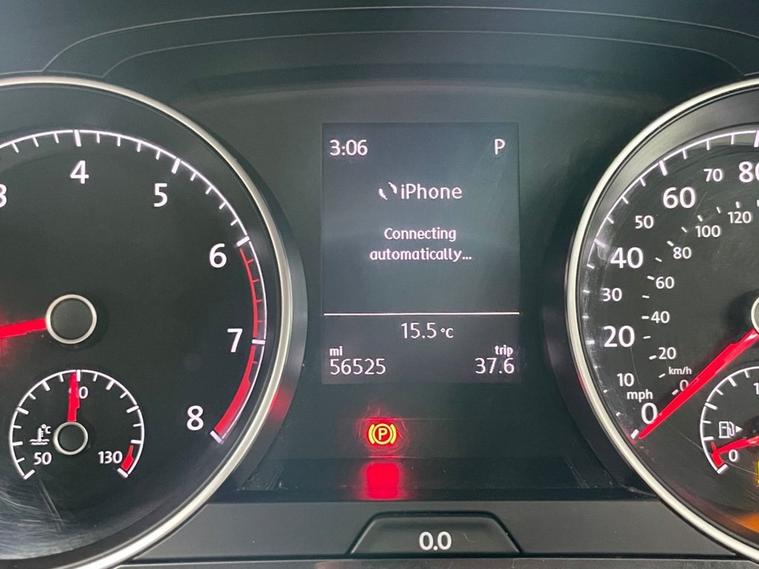 3:06 P
iPhone
Connecting
automatically...
15.5 °C
mi trip
56525 37.6
P
0.0
3 4 5 6 7 8
°C
50 90 130
0 10 20 30 40 50 60 70 80
mph
0 20 40 60 80 100 120
km/h
0